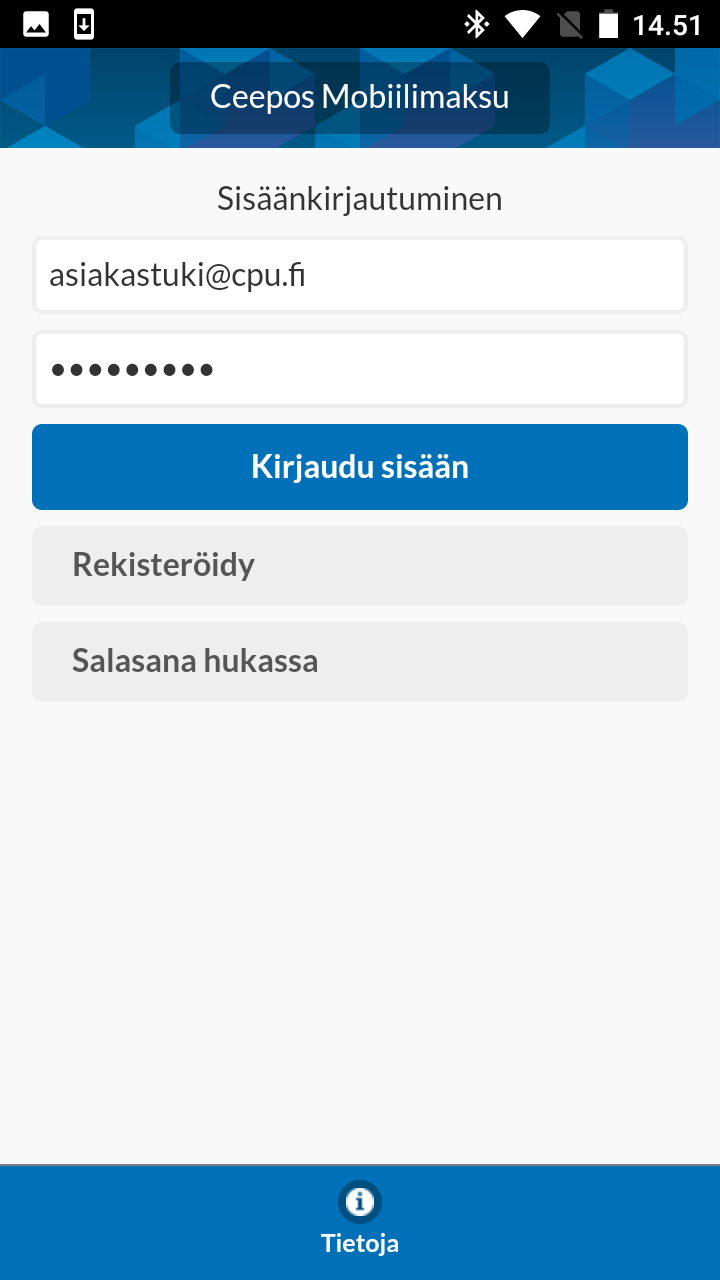 14.51
Ceepos Mobiilimaksu
Sisäänkirjautuminen
asiakastuki@cpu.fi
•••••••••
Kirjaudu sisään
Rekisteröidy
Salasana hukassa
Tietoja